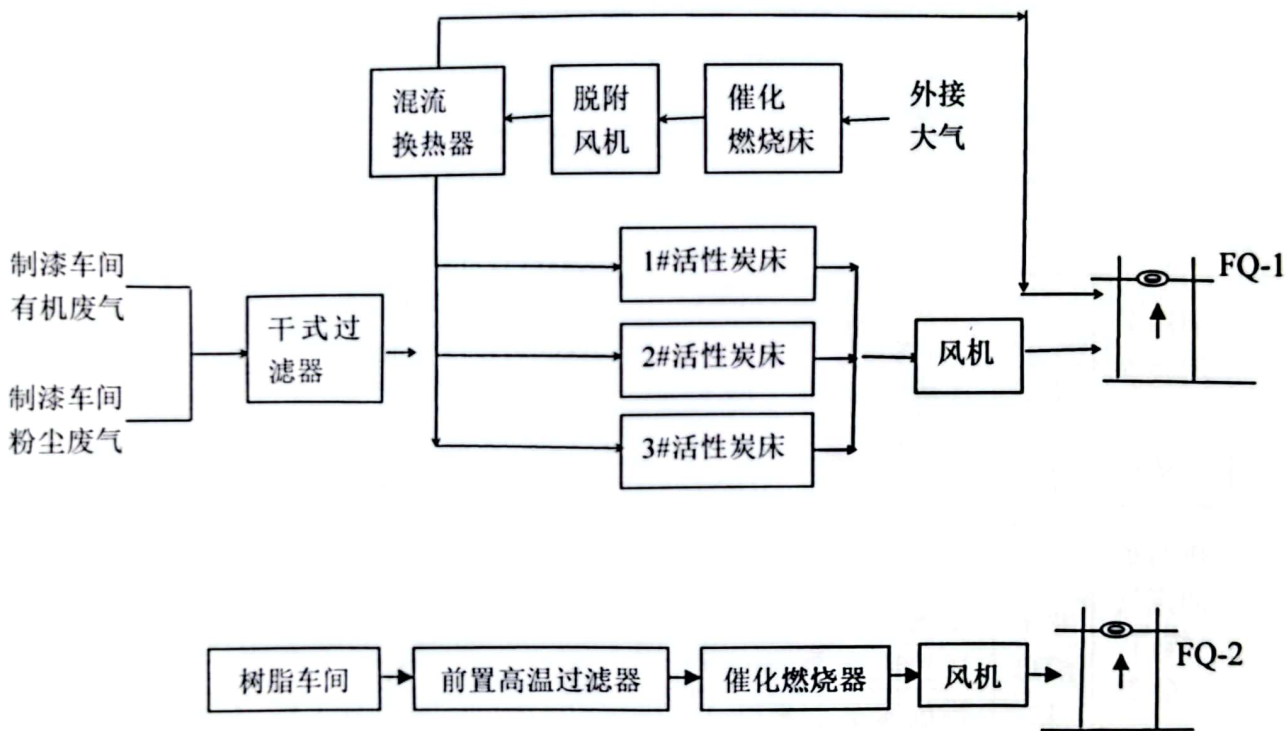 混流
换热器
脱附
风机
催化
燃烧床
外接
大气
制漆车间
有机废气
制漆车间
粉尘废气
干式过
滤器
1#活性炭床
2#活性炭床
3#活性炭床
风机
FQ-1
树脂车间
前置高温过滤器
催化燃烧器
风机
FQ-2